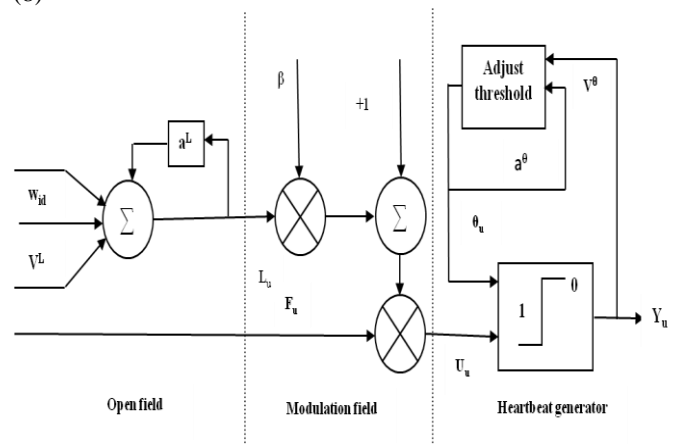 β
+1
Adjust
threshold
V^θ
a^L
a^θ
w_id
Σ
Σ
θ_u
V^L
L_u
F_u
1
0
Y_u
U_u
Open field
Modulation field
Heartbeat generator